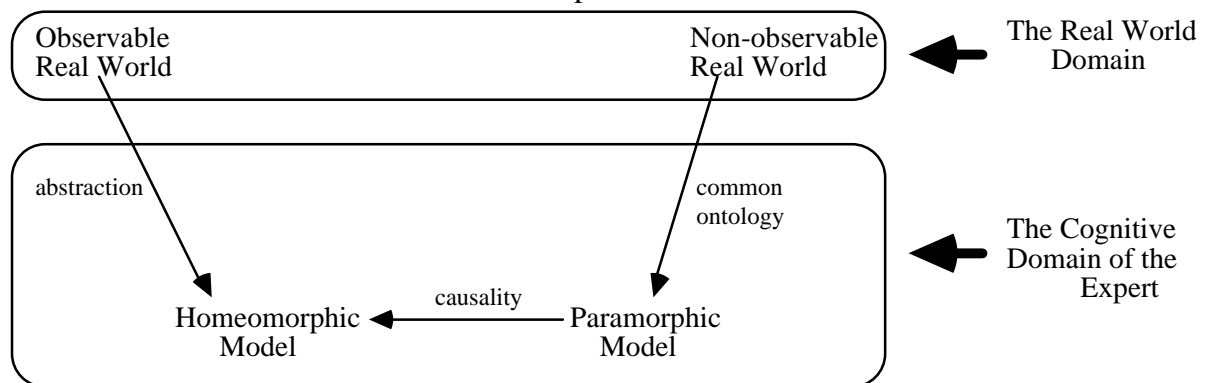 Observable
Real World
Non-observable
Real World
The Real World
Domain
abstraction
common
ontology
The Cognitive
Domain of the
Expert
causality
Homeomorphic
Model
Paramorphic
Model